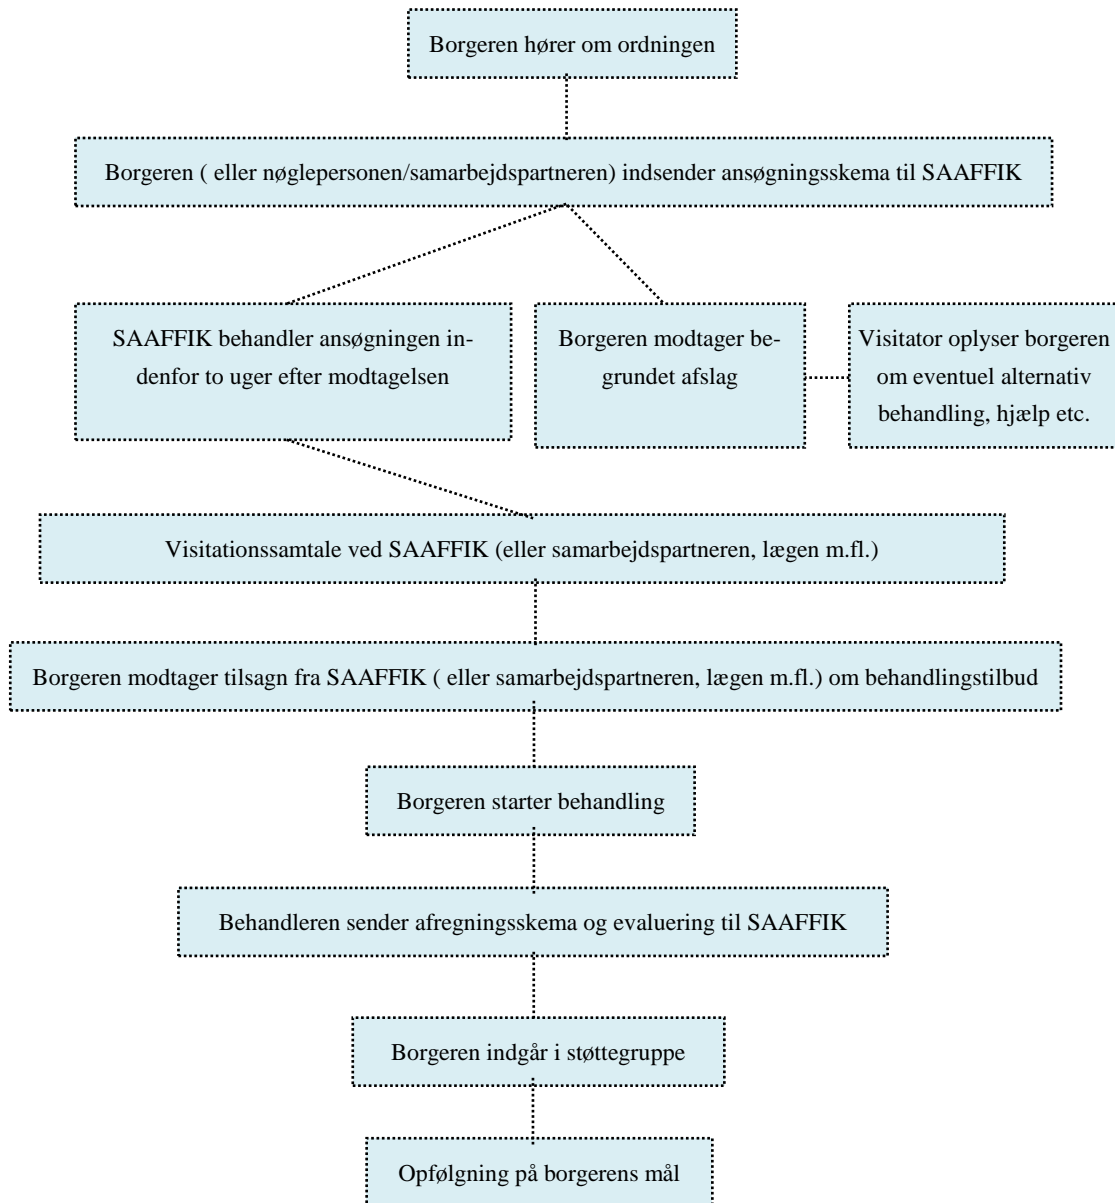 Borgeren hører om ordningen
Borgeren ( eller nøglepersonen/samarbejdspartneren) indsender ansøgningsskema til SAAFFIK
SAAFFIK behandler ansøgningen in-
denfor to uger efter modtagelsen
Borgeren modtager be-
grundet afslag
Visitator oplyser borgeren
om eventuel alternativ
behandling, hjælp etc.
Visitationssamtale ved SAAFFIK (eller samarbejdspartneren, lægen m.fl.)
Borgeren modtager tilsagn fra SAAFFIK ( eller samarbejdspartneren, lægen m.fl.) om behandlingstilbud
Borgeren starter behandling
Behandleren sender afregningsskema og evaluering til SAAFFIK
Borgeren indgår i støttegruppe
Opfølgning på borgerens mål